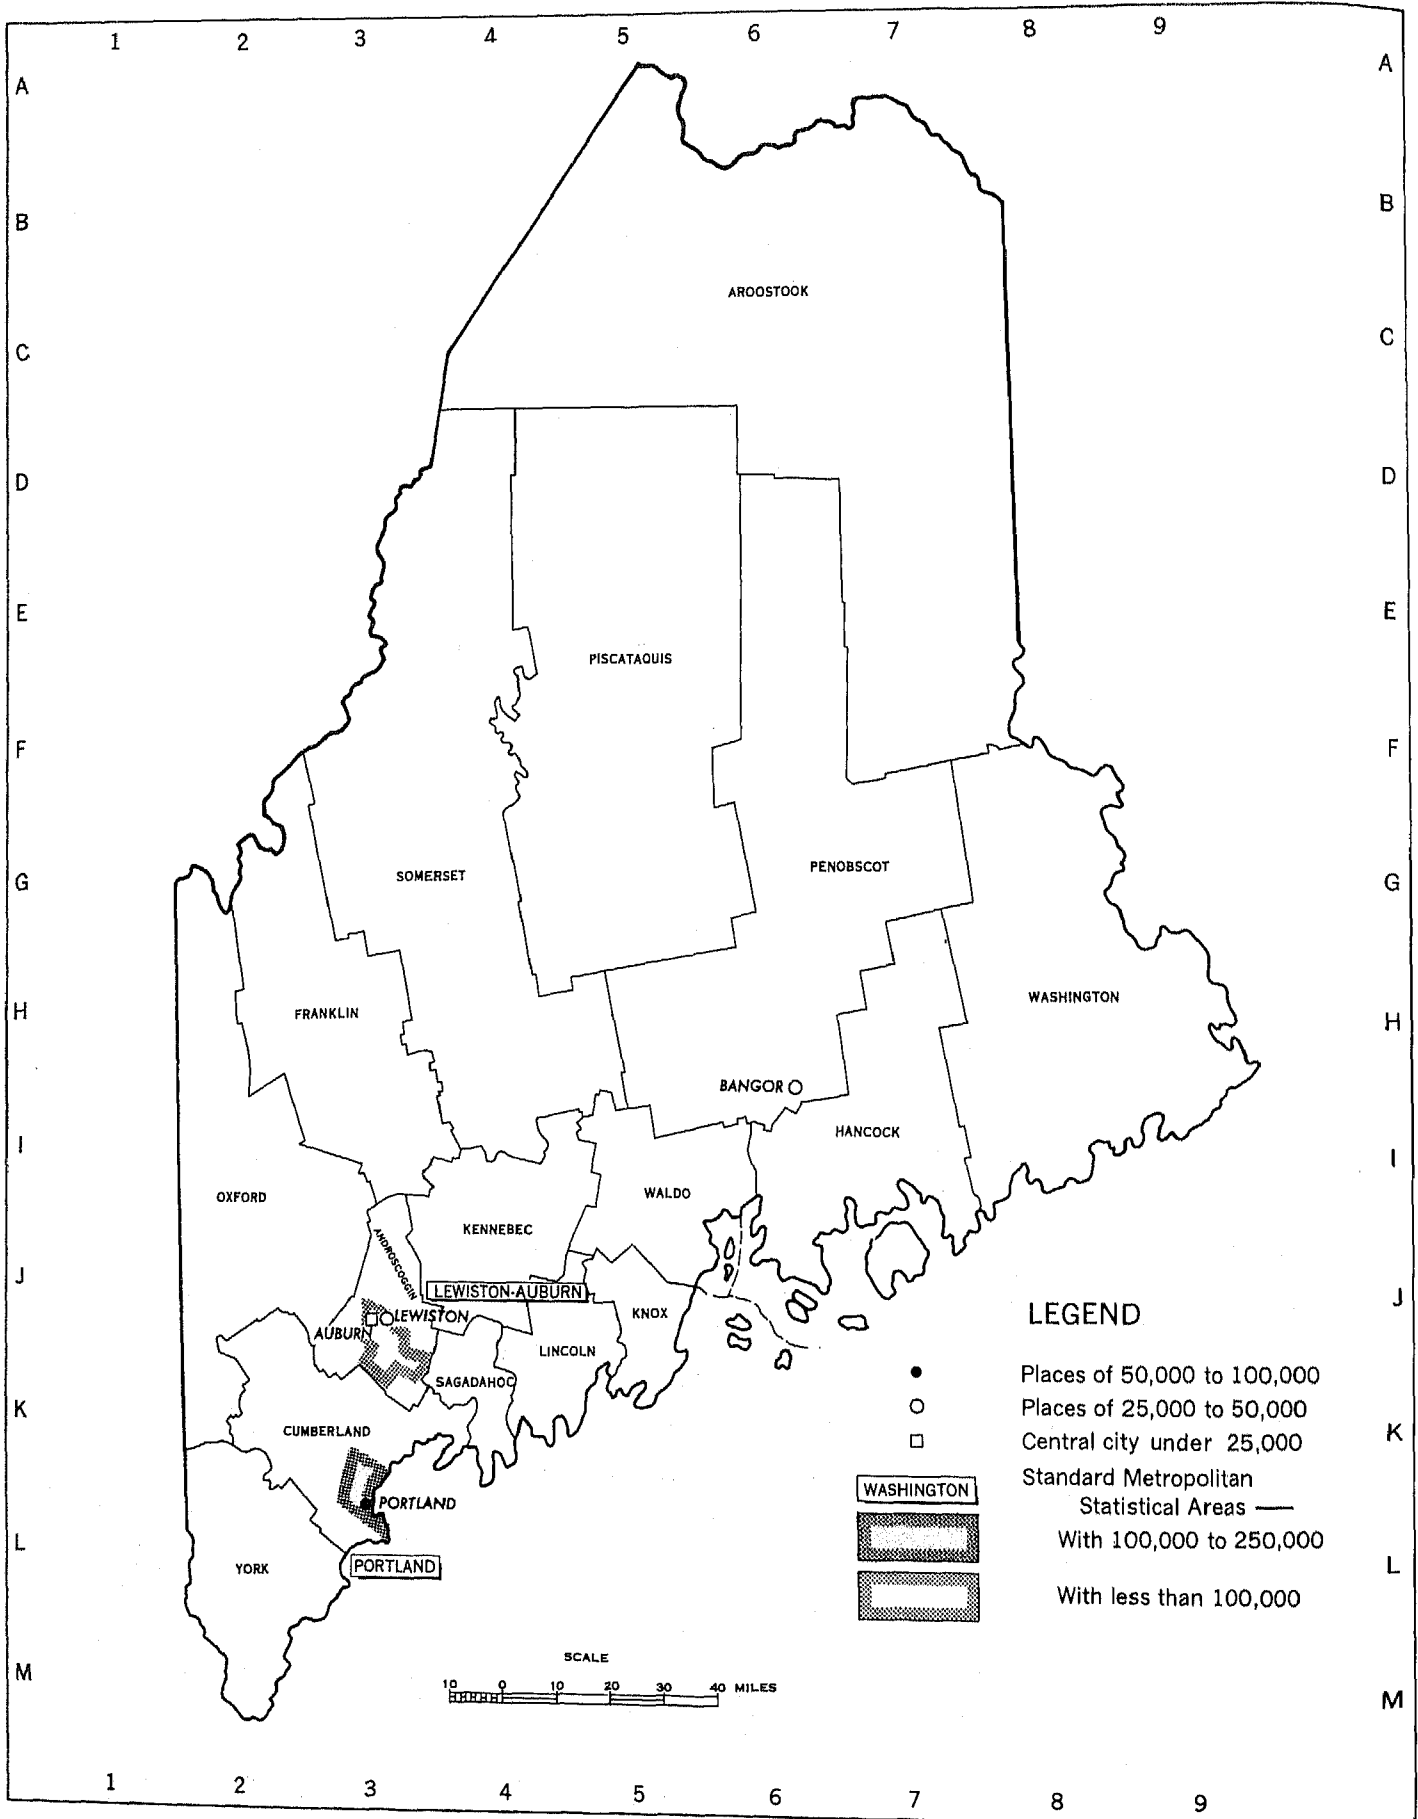 1 2 3 4 5 6 7 8 9
A A
B B
AROOSTOOK
C C
D D
E E
PISCATAQUIS
F F
PENOBSCOT
SOMERSET
G G
WASHINGTON
H H
FRANKLIN
BANGOR
HANCOCK
I I
WALDO
OXFORD
KENNEBEC
ANDROSCOGGIN
J J
LEWISTON-AUBURN
KNOX
LEWISTON
AUBURN
LINCOLN
SAGADAHOC
K K
CUMBERLAND
PORTLAND
L L
PORTLAND
YORK
LEGEND
Places of 50,000 to 100,000
Places of 25,000 to 50,000
Central city under 25,000
WASHINGTON Standard Metropolitan
Statistical Areas —
With 100,000 to 250,000
With less than 100,000
SCALE
10 0 10 20 30 40 MILES
M M
1 2 3 4 5 6 7 8 9